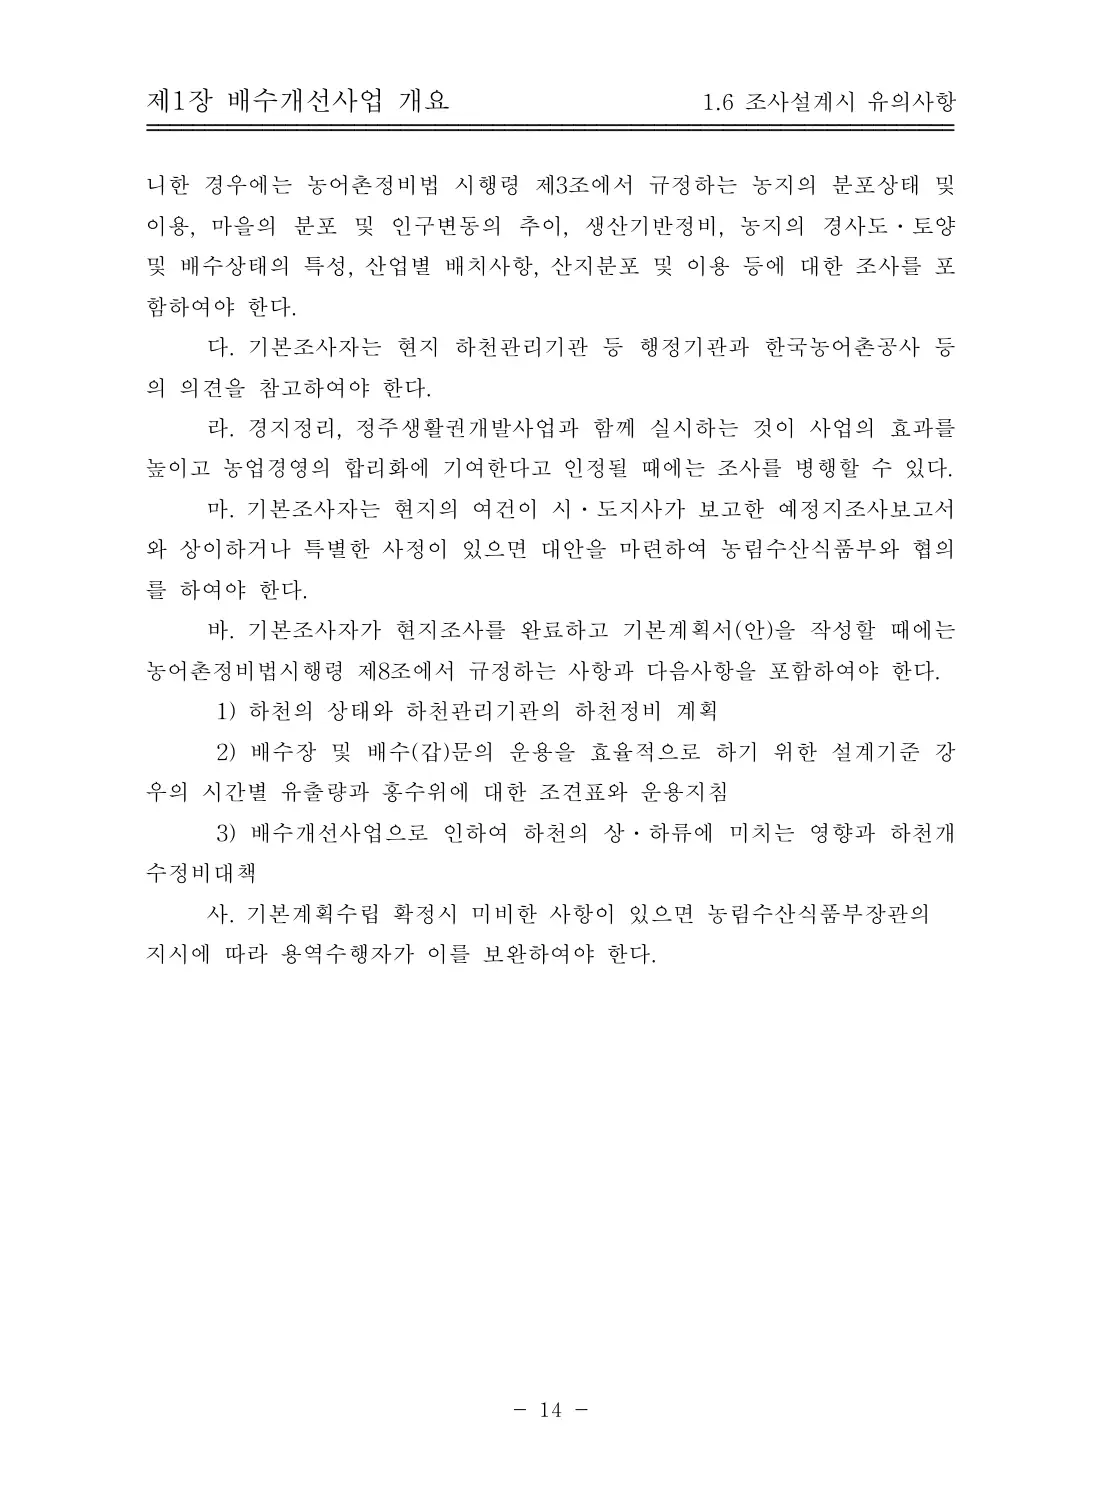 제1장 배수개선사업 개요 1.6 조사설계시 유의사항
니한 경우에는 농어촌정비법 시행령 제3조에서 규정하는 농지의 분포상태 및
이용, 마을의 분포 및 인구변동의 추이, 생산기반정비, 농지의 경사도·토양
및 배수상태의 특성, 산업별 배치사항, 산지분포 및 이용 등에 대한 조사를 포
함하여야 한다.
다. 기본조사자는 현지 하천관리기관 등 행정기관과 한국농어촌공사 등
의 의견을 참고하여야 한다.
라. 경지정리, 정주생활권개발사업과 함께 실시하는 것이 사업의 효과를
높이고 농업경영의 합리화에 기여한다고 인정될 때에는 조사를 병행할 수 있다.
마. 기본조사자는 현지의 여건이 시·도지사가 보고한 예정지조사보고서
와 상이하거나 특별한 사정이 있으면 대안을 마련하여 농림수산식품부와 협의
를 하여야 한다.
바. 기본조사자가 현지조사를 완료하고 기본계획서(안)을 작성할 때에는
농어촌정비법시행령 제8조에서 규정하는 사항과 다음사항을 포함하여야 한다.
1) 하천의 상태와 하천관리기관의 하천정비 계획
2) 배수장 및 배수(갑)문의 운용을 효율적으로 하기 위한 설계기준 강
우의 시간별 유출량과 홍수위에 대한 조견표와 운용지침
3) 배수개선사업으로 인하여 하천의 상·하류에 미치는 영향과 하천개
수정비대책
사. 기본계획수립 확정시 미비한 사항이 있으면 농림수산식품부장관의
지시에 따라 용역수행자가 이를 보완하여야 한다.
- 14 -